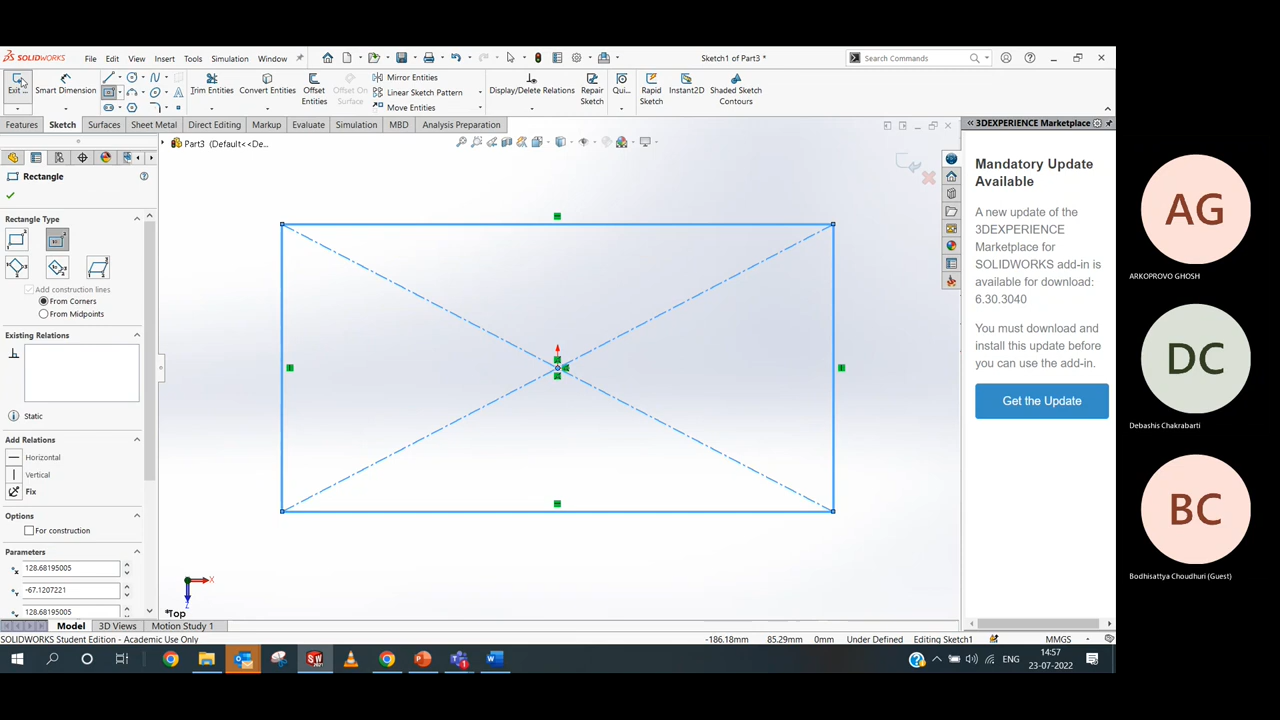 SOLIDWORKS File Edit View Insert Tools Simulation Window Sketch1 of Part3 * Search Commands
Exit... Smart Dimension Trim Entities Convert Entities Offset Entities Offset On Surface Mirror Entities Linear Sketch Pattern Move Entities Display/Delete Relations Repair Sketch Qui... Rapid Sketch Instant2D Shaded Sketch Contours
Features Sketch Surfaces Sheet Metal Direct Editing Markup Evaluate Simulation MBD Analysis Preparation
Part3 (Default<<De...
Rectangle
Rectangle Type
Add construction lines
From Corners
From Midpoints
Existing Relations
Static
Add Relations
Horizontal
Vertical
Fix
Options
For construction
Parameters
128.68195005
-67.1207221
128.68195005
X
Z
*Top
Model 3D Views Motion Study 1
SOLIDWORKS Student Edition - Academic Use Only -186.18mm 85.29mm 0mm Under Defined Editing Sketch1 MMGS
3DEXPERIENCE Marketplace
Mandatory Update
Available
A new update of the
3DEXPERIENCE
Marketplace for
SOLIDWORKS add-in is
available for download:
6.30.3040
You must download and
install this update before
you can use the add-in.
Get the Update
AG
ARKOPROVO GHOSH
DC
Debashis Chakrabarti
BC
Bodhisattya Choudhuri (Guest)
ENG 14:57
23-07-2022